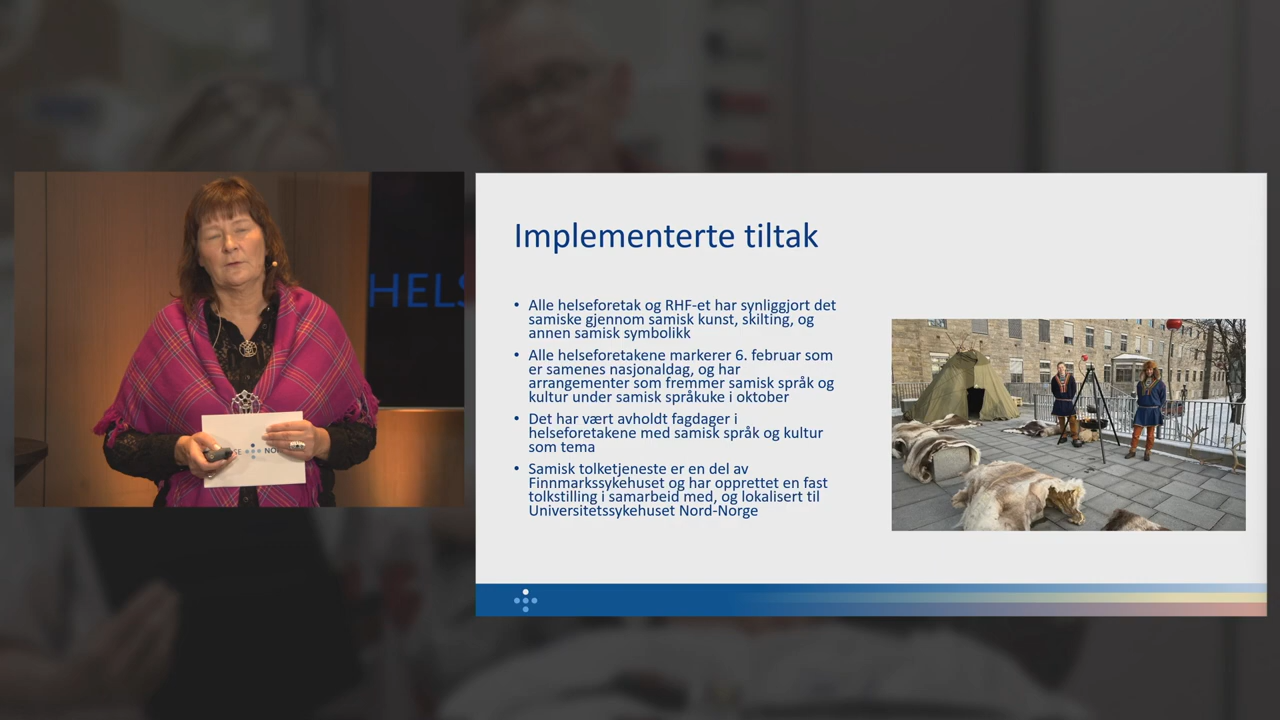 HELS
SE
NO
Implementerte tiltak
• Alle helseforetak og RHF-et har synliggjort det
samiske gjennom samisk kunst, skilting, og
annen samisk symbolikk
• Alle helseforetakene markerer 6. februar som
er samenes nasjonaldag, og har
arrangementer som fremmer samisk språk og
kultur under samisk språkuke i oktober
• Det har vært avholdt fagdager i
helseforetakene med samisk språk og kultur
som tema
• Samisk tolketjeneste er en del av
Finnmarkssykehuset og har opprettet en fast
tolkstilling i samarbeid med, og lokalisert til
Universitetssykehuset Nord-Norge